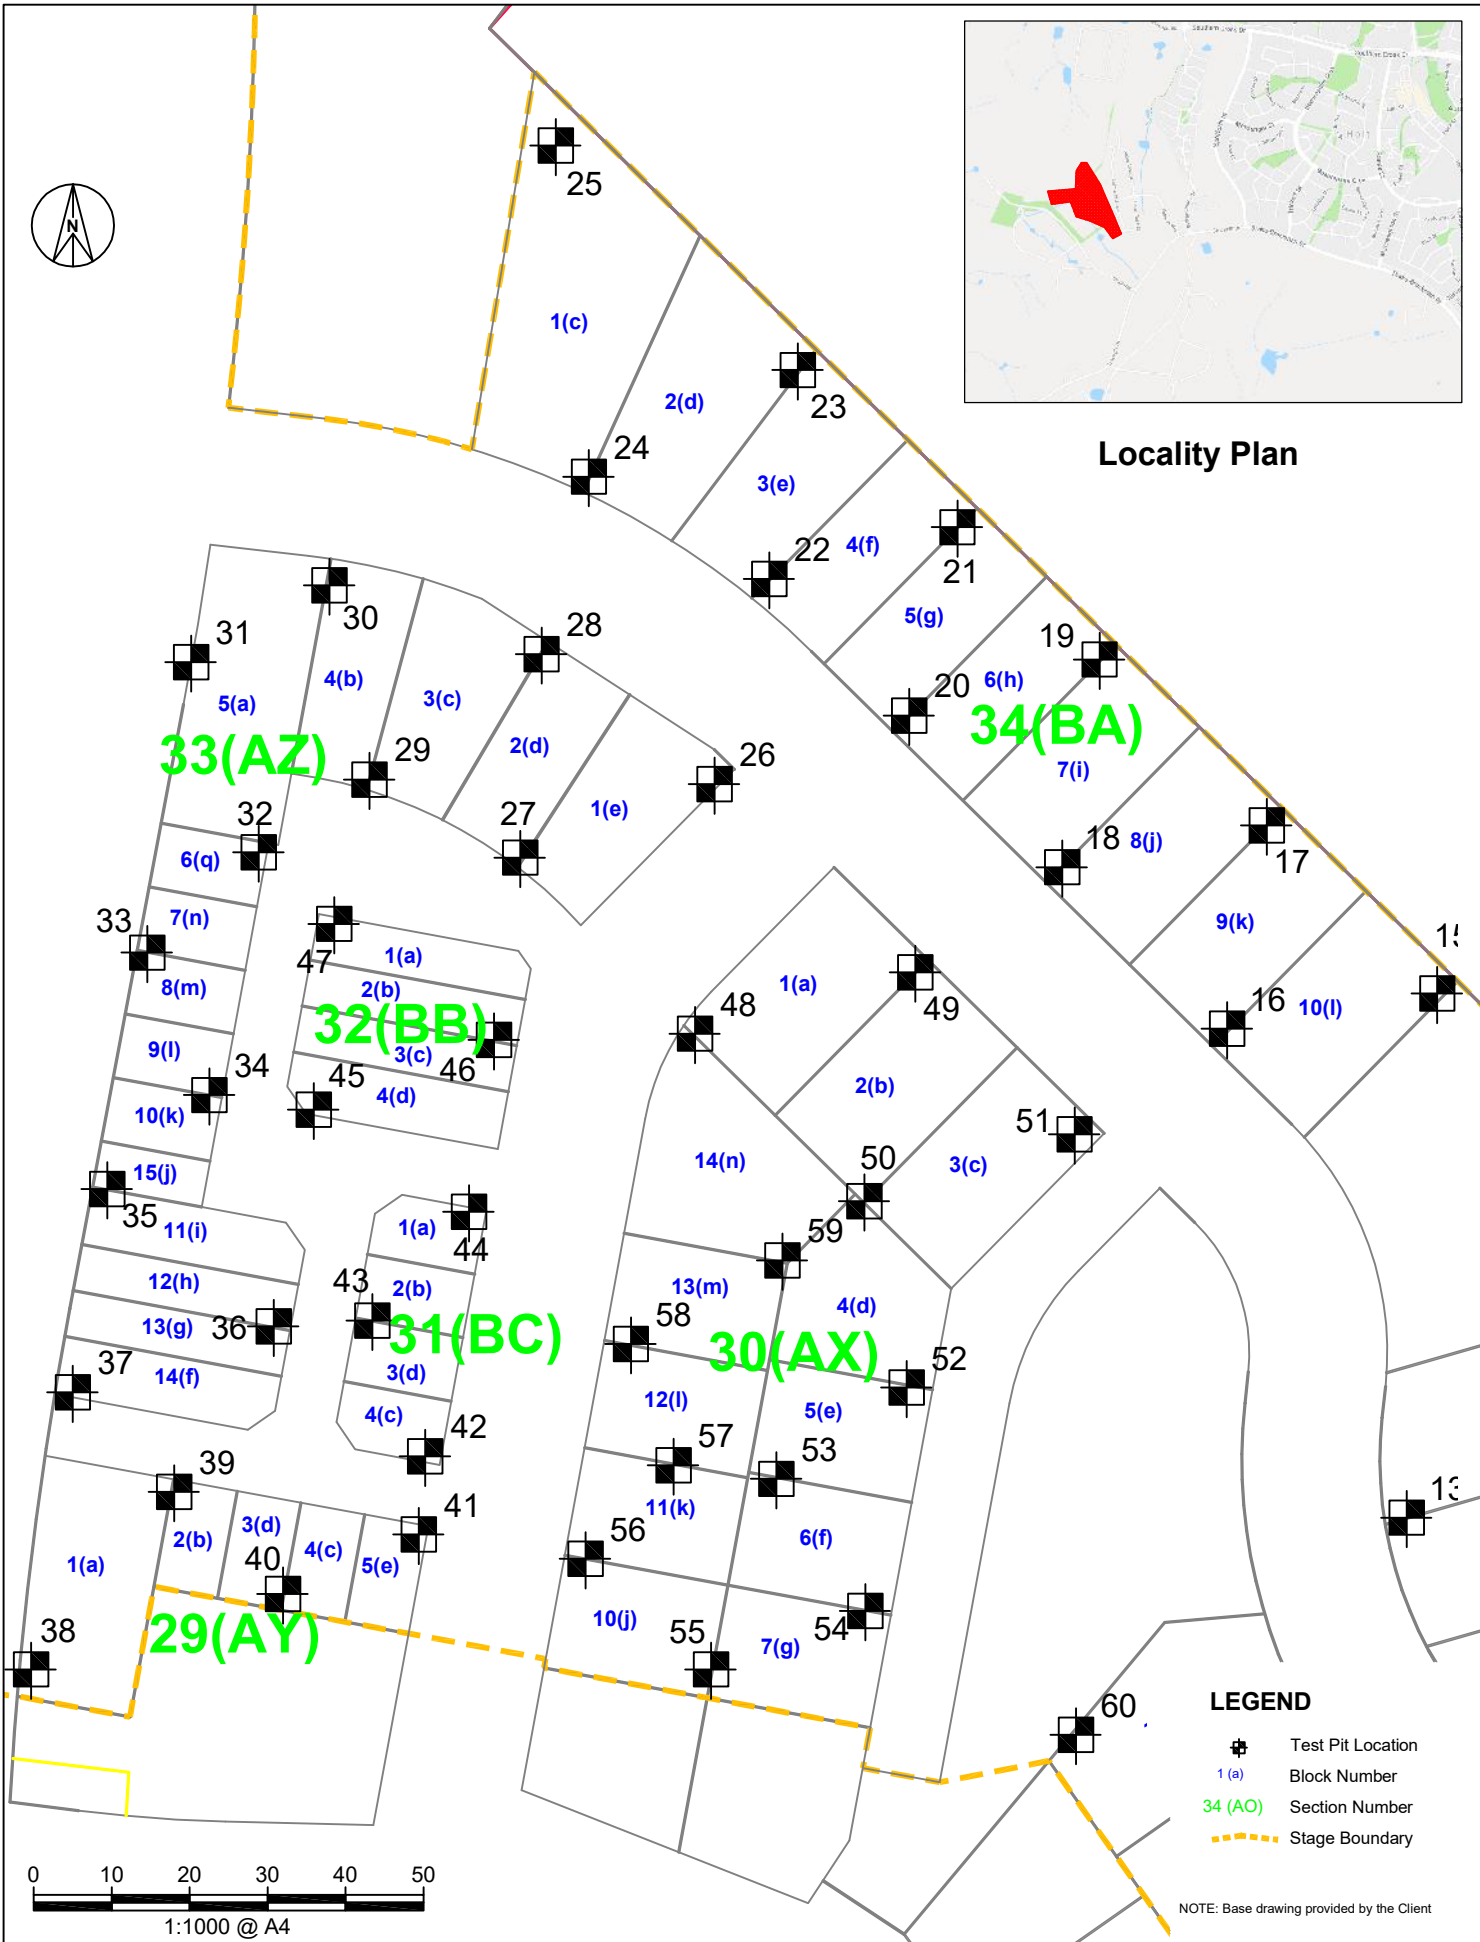 N
25
1(c)
2(d)
23
24
3(e)
Holt
Locality Plan
22
4(f)
21
5(g)
30
31
28
19
4(b)
5(a)
3(c)
6(h)
20
34(BA)
33(AZ)
2(d)
29
26
7(i)
1(e)
27
32
18
8(j)
17
6(q)
7(n)
33
9(k)
15
47
1(a)
8(m)
2(b)
1(a)
49
48
16
10(l)
32(BB)
9(l)
3(c)
46
34
45
4(d)
2(b)
10(k)
51
50
3(c)
14(n)
15(j)
35
11(i)
1(a)
44
59
12(h)
43
2(b)
13(m)
4(d)
13(g)
36
31(BC)
58
30(AX)
37
14(f)
3(d)
52
12(l)
5(e)
4(c)
42
39
57
53
13
41
11(k)
3(d)
2(b)
4(c)
56
6(f)
40
5(e)
1(a)
10(j)
38
29(AY)
55
54
7(g)
60
LEGEND
Test Pit Location
1 (a) Block Number
34 (AO) Section Number
Stage Boundary
0 10 20 30 40 50
1:1000 @ A4
NOTE: Base drawing provided by the Client